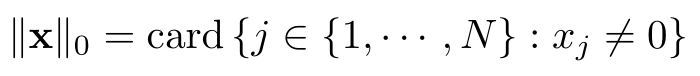 ‖𝐱‖₀ = card {j ∈ {1, ⋯ , N} : xⱼ ≠ 0}